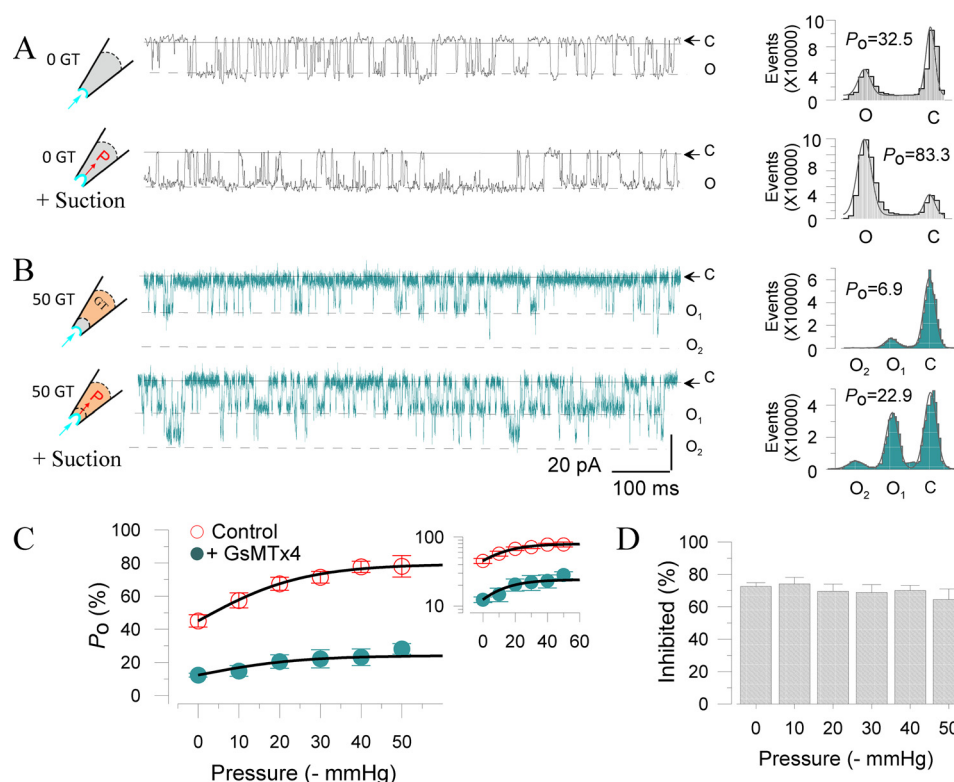 A
0 GT
C
O
Events
(X10000)
10
8
4
0
Po=32.5
O
C
0 GT
P
+ Suction
C
O
Events
(X10000)
10
8
4
0
Po=83.3
O
C
B
50 GT
GT
C
O1
O2
Events
(X10000)
6
4
2
0
Po=6.9
O2 O1 C
50 GT
P
+ Suction
C
O1
O2
20 pA
100 ms
Events
(X10000)
4
2
0
Po=22.9
O2 O1 C
C
Po (%)
100
80
60
40
20
0
Control
+ GsMTx4
0 10 20 30 40 50
Pressure (- mmHg)
100
10
0 20 40 60
D
Inhibited (%)
100
80
60
40
20
0
0 10 20 30 40 50
Pressure (- mmHg)